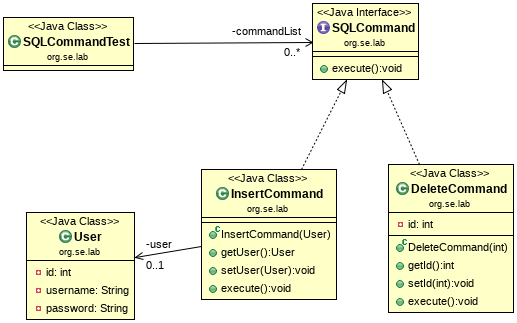 <<Java Class>>
SQLCommandTest
org.se.lab
-commandList
0..*
<<Java Interface>>
SQLCommand
org.se.lab
execute():void
<<Java Class>>
InsertCommand
org.se.lab
InsertCommand(User)
getUser():User
setUser(User):void
execute():void
<<Java Class>>
DeleteCommand
org.se.lab
id: int
DeleteCommand(int)
getId():int
setId(int):void
execute():void
<<Java Class>>
User
org.se.lab
id: int
username: String
password: String
-user
0..1